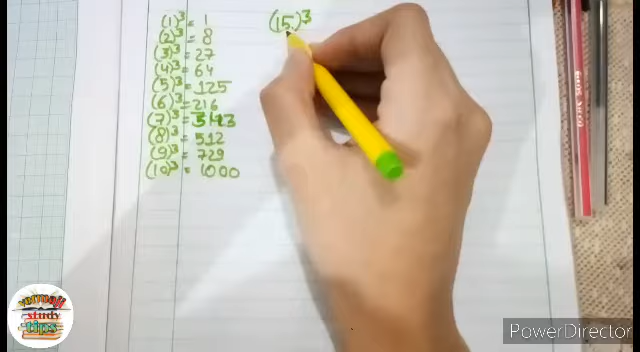 (1)³ = 1
(2)³ = 8
(3)³ = 27
(4)³ = 64
(5)³ = 125
(6)³ = 216
(7)³ = 343
(8)³ = 512
(9)³ = 729
(10)³ = 1000
(15)³
study
tips
PowerDirector